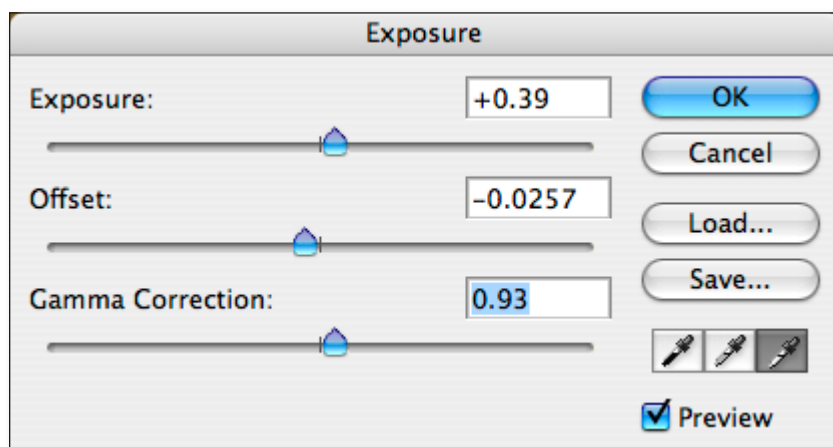 Exposure
Exposure:
+0.39
OK
Cancel
Offset:
-0.0257
Load...
Save...
Gamma Correction:
0.93
Preview